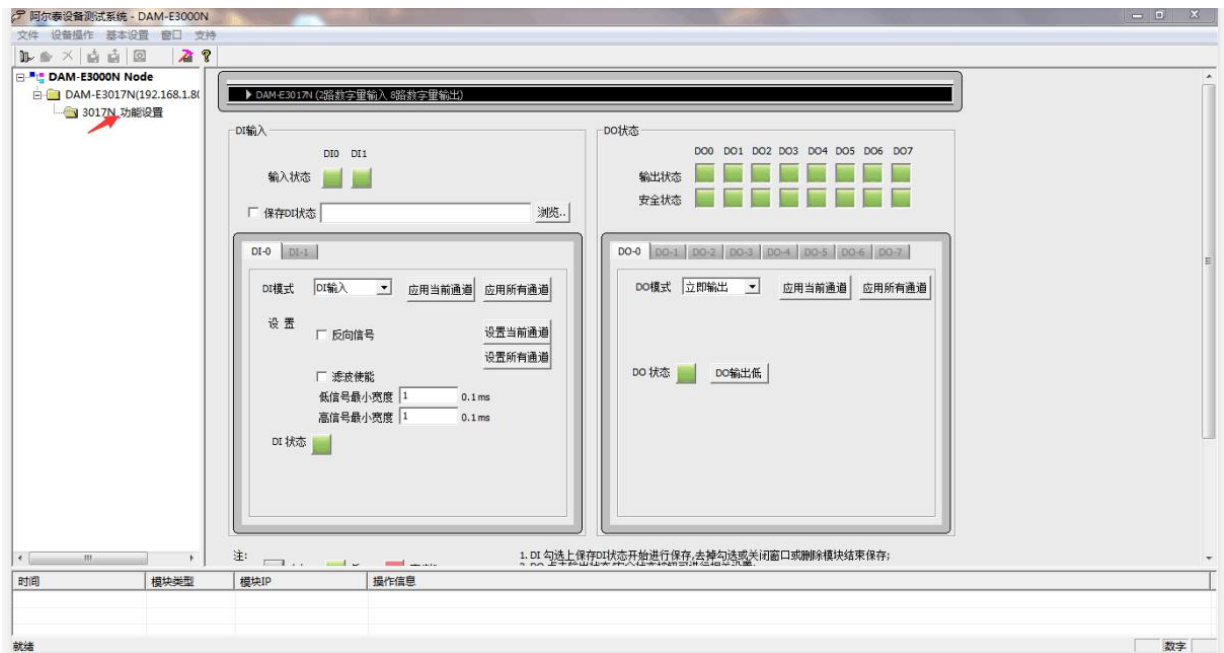 阿尔泰设备测试系统 - DAM-E3000N
文件 设备操作 基本设置 窗口 支持
DAM-E3000N Node
DAM-E3017N(192.168.1.80
3017N_功能设置
DAM-E3017N (2路数字里输入 8路数字里输出)
DI输入
DI0 DI1
输入状态
保存DI状态 浏览..
DI-0 DI-1
DI模式 DI输入 应用当前通道 应用所有通道
设 置
反向信号 设置当前通道
设置所有通道
滤波使能
低信号最小宽度 1 0.1ms
高信号最小宽度 1 0.1ms
DI 状态
DO状态
DO0 DO1 DO2 DO3 DO4 DO5 DO6 DO7
输出状态
安全状态
DO-0 DO-1 DO-2 DO-3 DO-4 DO-5 DO-6 DO-7
DO模式 立即输出 应用当前通道 应用所有通道
DO 状态 DO输出低
注:
1. DI 勾选上保存DI状态开始进行保存,去掉勾选或关闭窗口或删除模块结束保存;
时间 模块类型 模块IP 操作信息
就绪 数字